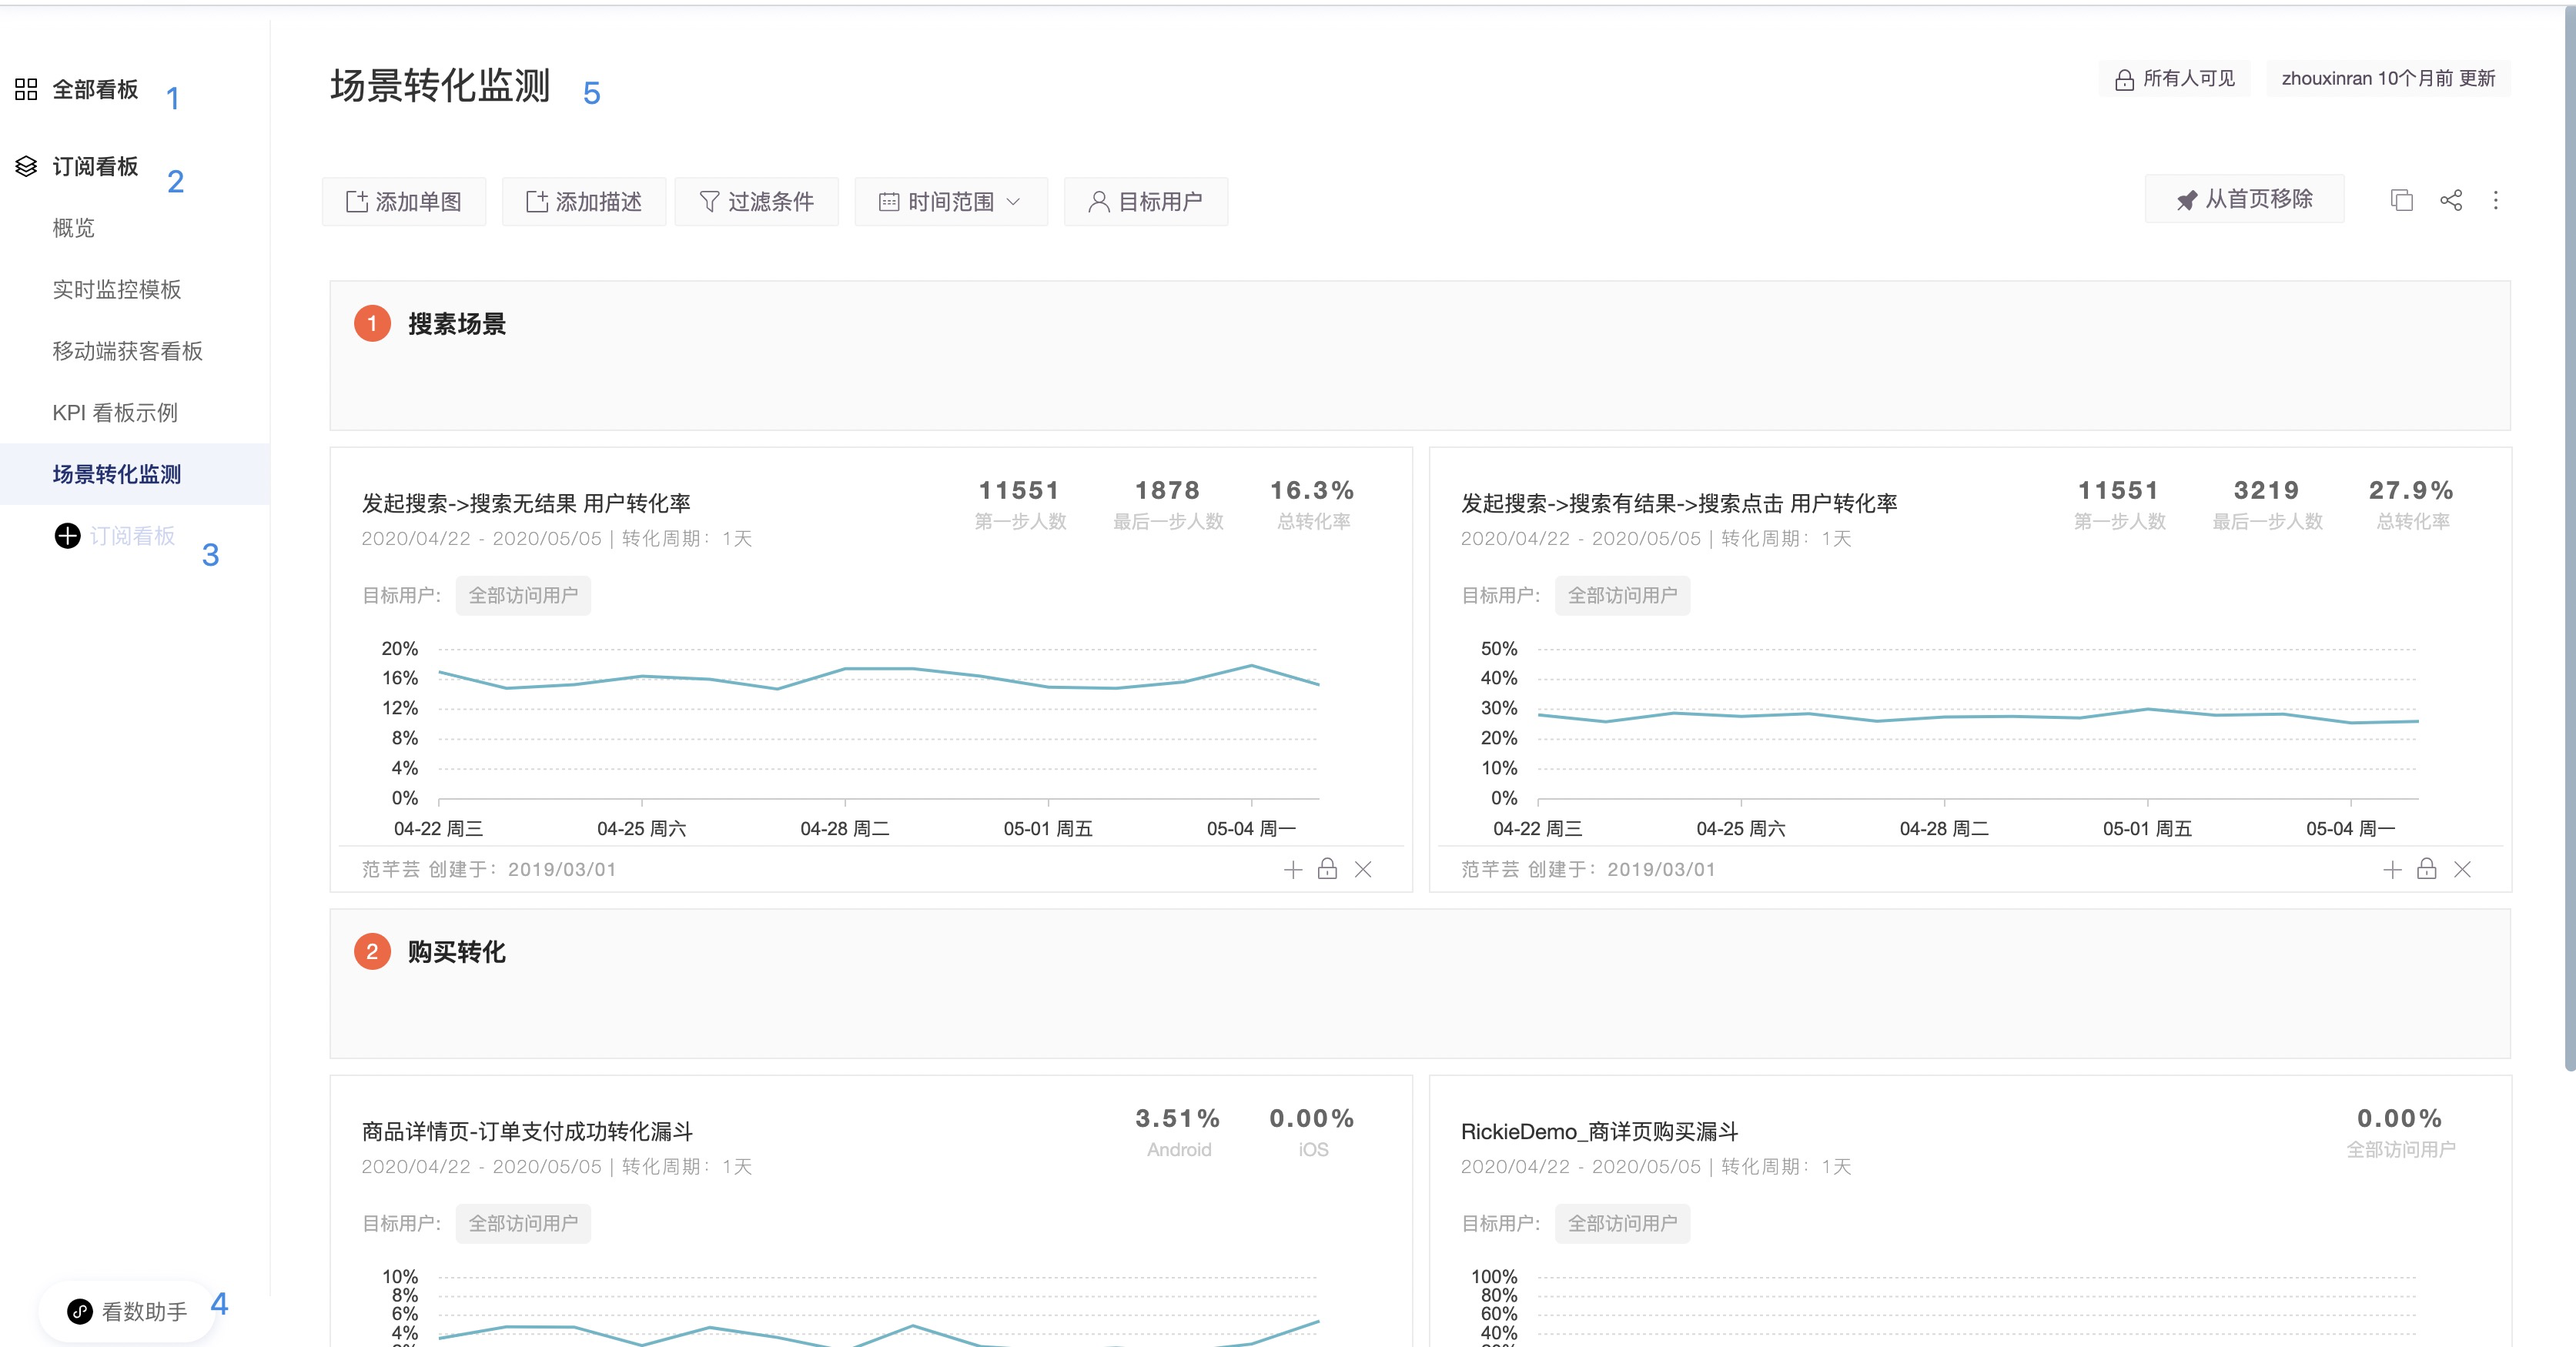 全部看板 1
订阅看板 2
概览
实时监控模板
移动端获客看板
KPI 看板示例
场景转化监测
订阅看板 3
看数助手 4
场景转化监测 5
所有人可见 zhouxinran 10个月前 更新
添加单图 添加描述 过滤条件 时间范围 目标用户 从首页移除
1 搜素场景
发起搜索->搜索无结果 用户转化率
2020/04/22 - 2020/05/05 | 转化周期：1天
11551 1878 16.3%
第一步人数 最后一步人数 总转化率
目标用户: 全部访问用户
20%
16%
12%
8%
4%
0%
04-22 周三 04-25 周六 04-28 周二 05-01 周五 05-04 周一
范芊芸 创建于：2019/03/01
发起搜索->搜索有结果->搜索点击 用户转化率
2020/04/22 - 2020/05/05 | 转化周期：1天
11551 3219 27.9%
第一步人数 最后一步人数 总转化率
目标用户: 全部访问用户
50%
40%
30%
20%
10%
0%
04-22 周三 04-25 周六 04-28 周二 05-01 周五 05-04 周一
范芊芸 创建于：2019/03/01
2 购买转化
商品详情页-订单支付成功转化漏斗
2020/04/22 - 2020/05/05 | 转化周期：1天
3.51% 0.00%
Android iOS
目标用户: 全部访问用户
10%
8%
6%
4%
RickieDemo_商详页购买漏斗
2020/04/22 - 2020/05/05 | 转化周期：1天
0.00%
全部访问用户
目标用户: 全部访问用户
100%
80%
60%
40%